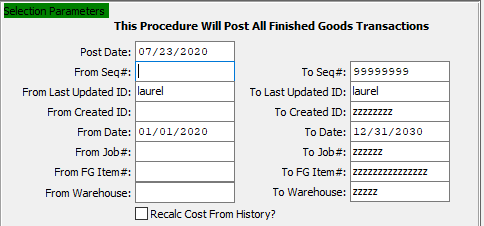 Selection Parameters
This Procedure Will Post All Finished Goods Transactions
Post Date: 07/23/2020
From Seq#: To Seq#: 99999999
From Last Updated ID: laurel To Last Updated ID: laurel
From Created ID: To Created ID: zzzzzzzz
From Date: 01/01/2020 To Date: 12/31/2030
From Job#: To Job#: zzzzzz
From FG Item#: To FG Item#: zzzzzzzzzzzzzzz
From Warehouse: To Warehouse: zzzzz
Recalc Cost From History?